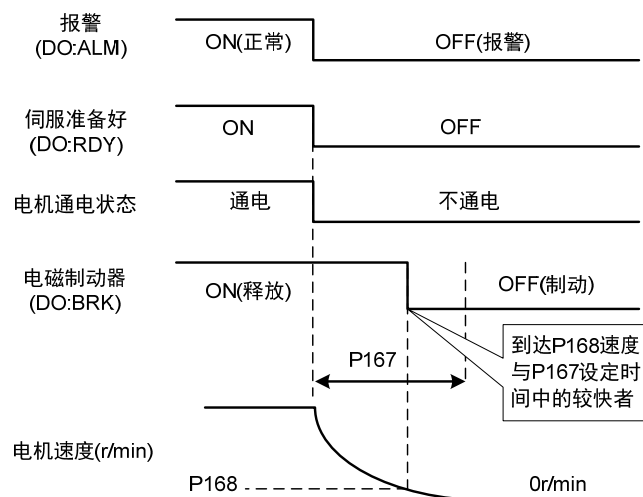 报警
(DO:ALM)
ON(正常)
OFF(报警)
伺服准备好
(DO:RDY)
ON
OFF
电机通电状态
通电
不通电
电磁制动器
(DO:BRK)
ON(释放)
OFF(制动)
到达P168速度
与P167设定时
间中的较快者
P167
电机速度(r/min)
P168
0r/min